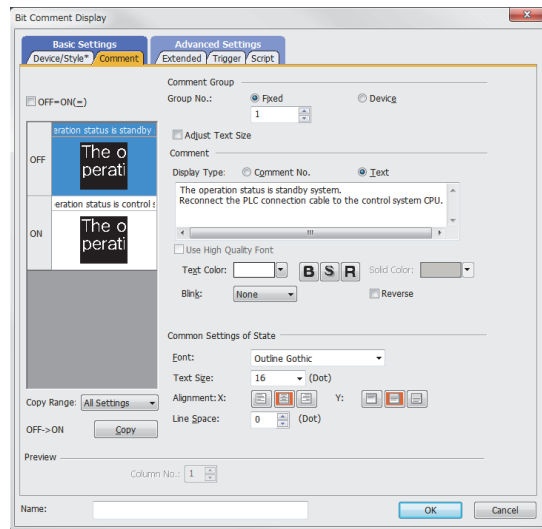 Bit Comment Display
Basic Settings
Advanced Settings
Device/Style*
Comment
Extended
Trigger
Script
OFF=ON(=)
eration status is standby
OFF
The o
perati
eration status is control s
ON
The o
perati
Copy Range:
All Settings
OFF->ON
Copy
Comment Group
Group No.:
Fixed
Device
1
Adjust Text Size
Comment
Display Type:
Comment No.
Text
The operation status is standby system.
Reconnect the PLC connection cable to the control system CPU.
Use High Quality Font
Text Color:
B
S
R
Solid Color:
Blink:
None
Reverse
Common Settings of State
Font:
Outline Gothic
Text Size:
16
(Dot)
Alignment: X:
Y:
Line Space:
0
(Dot)
Preview
Column No.:
1
Name:
OK
Cancel